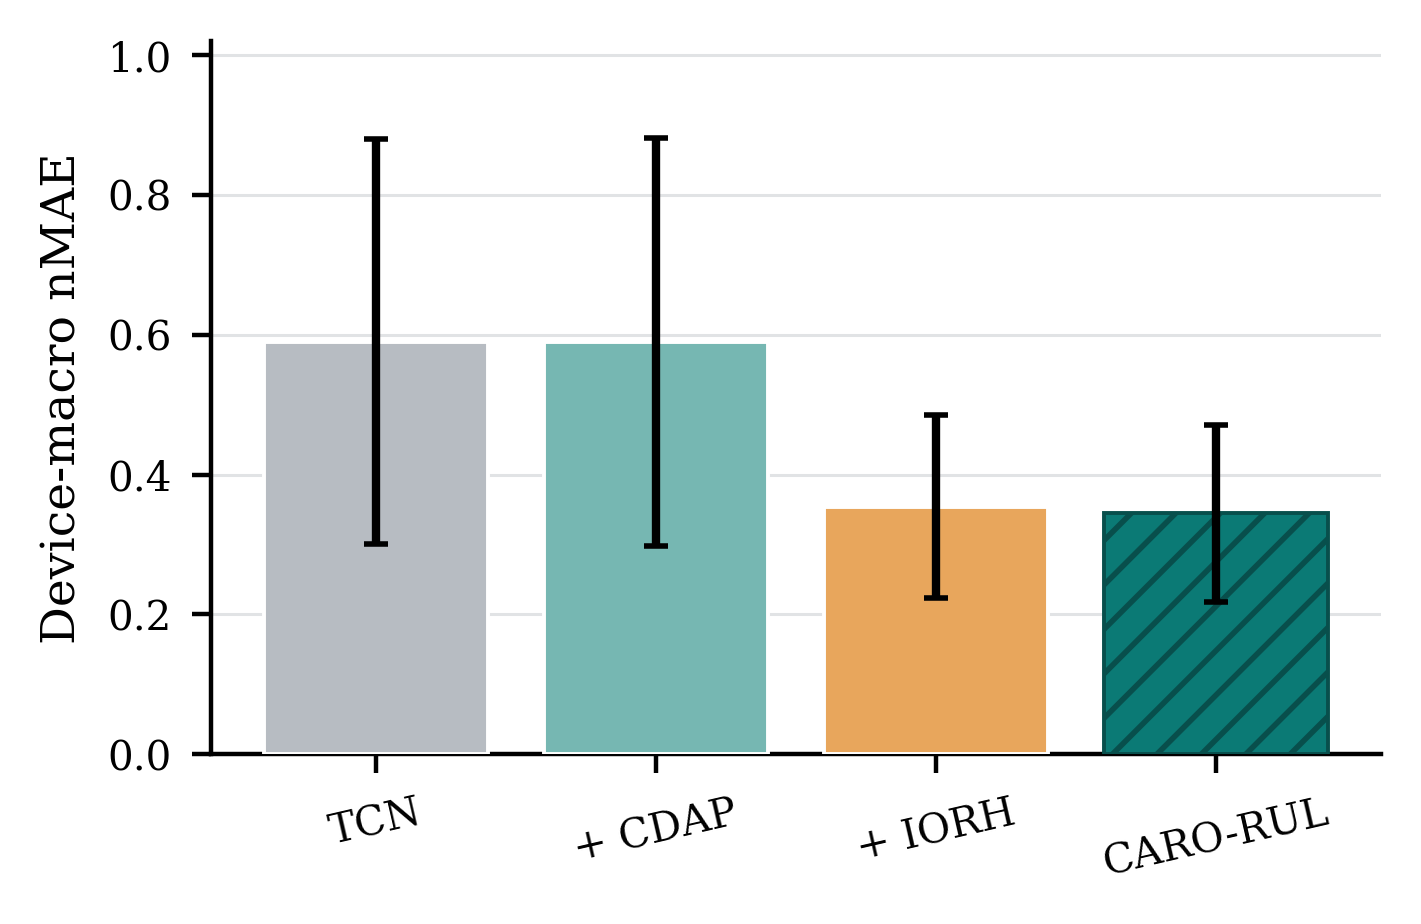 Device-macro nMAE
1.0
0.8
0.6
0.4
0.2
0.0
TCN
+ CDAP
+ IORH
CARO-RUL